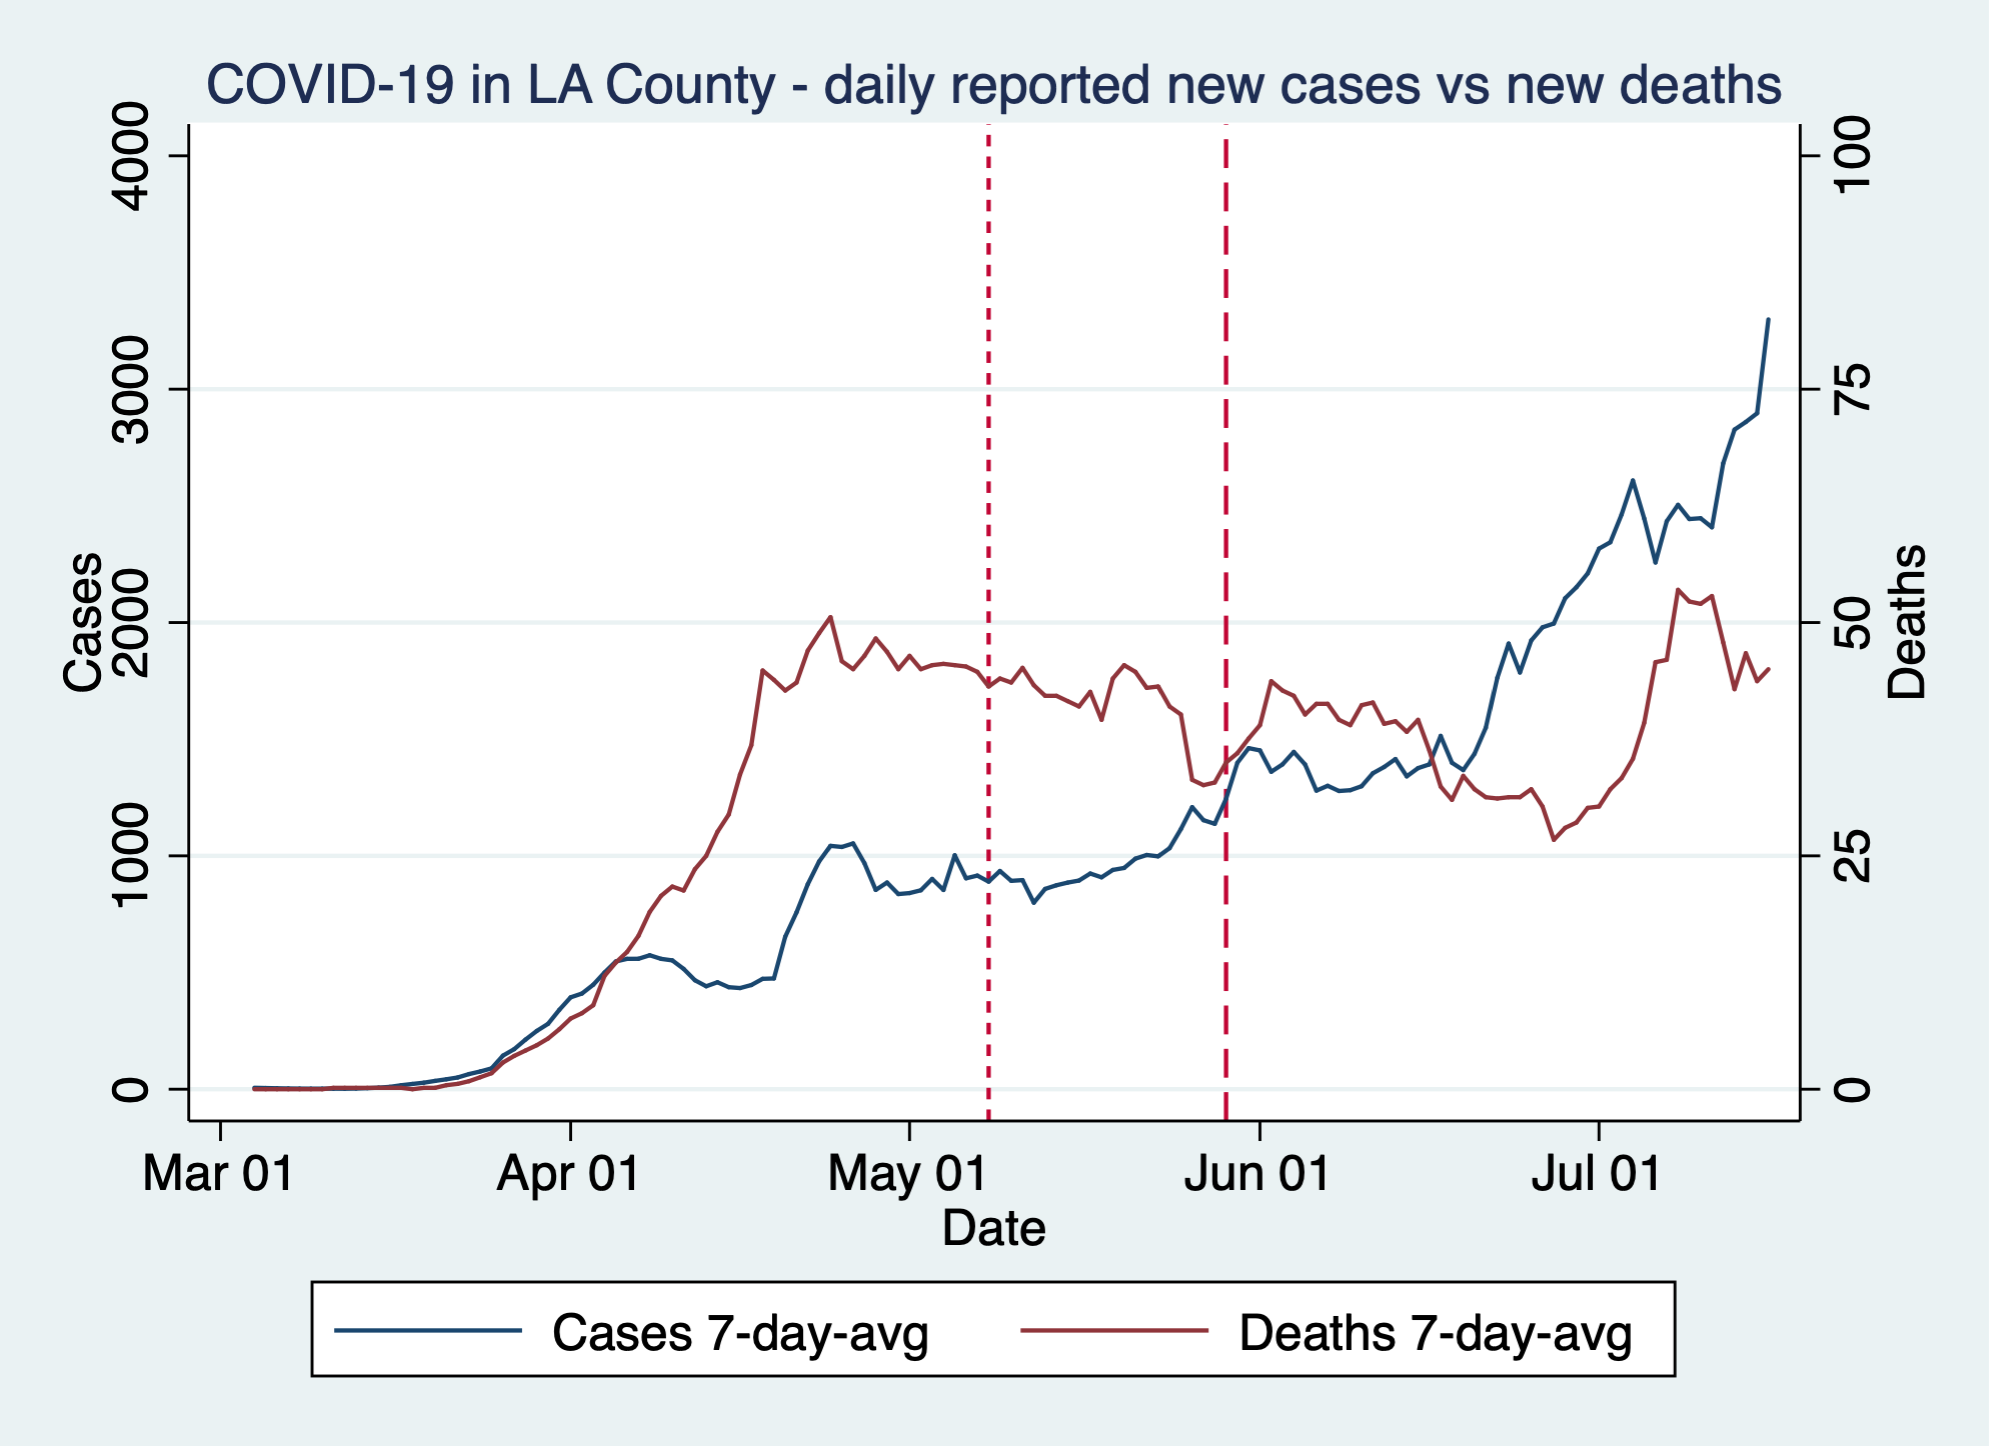 COVID-19 in LA County - daily reported new cases vs new deaths
4000
3000
2000
1000
0
Cases
100
75
50
25
0
Deaths
Mar 01
Apr 01
May 01
Jun 01
Jul 01
Date
Cases 7-day-avg
Deaths 7-day-avg